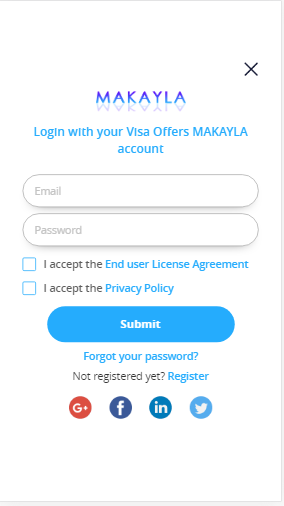 MAKAYLA
Login with your Visa Offers MAKAYLA
account
Email
Password
I accept the End user License Agreement
I accept the Privacy Policy
Submit
Forgot your password?
Not registered yet? Register
G+ f in